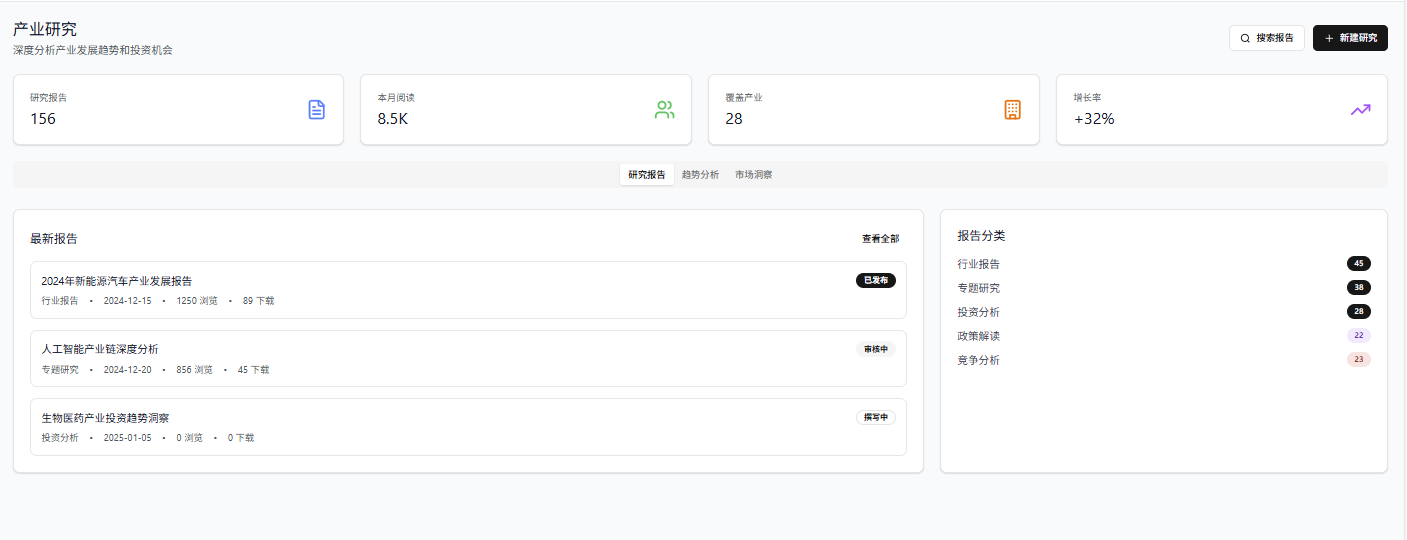 产业研究
深度分析产业发展趋势和投资机会
搜索报告
新建研究
研究报告
156
本月阅读
8.5K
覆盖产业
28
增长率
+32%
研究报告 趋势分析 市场洞察
最新报告
查看全部
2024年新能源汽车产业发展报告
已发布
行业报告 • 2024-12-15 • 1250 浏览 • 89 下载
人工智能产业链深度分析
审核中
专题研究 • 2024-12-20 • 856 浏览 • 45 下载
生物医药产业投资趋势洞察
撰写中
投资分析 • 2025-01-05 • 0 浏览 • 0 下载
报告分类
行业报告 45
专题研究 38
投资分析 28
政策解读 22
竞争分析 23